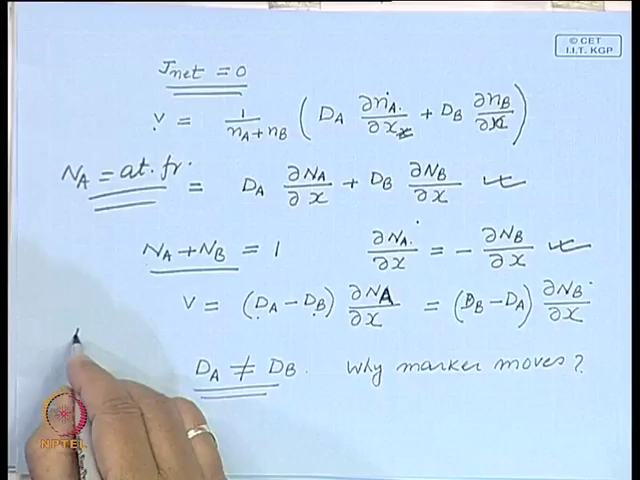 © CET
I.I.T. KGP
Jnet = 0
V = 1/(nA+nB) (DA ∂nA/∂x + DB ∂nB/∂x)
NA = at. fr. = DA ∂NA/∂x + DB ∂NB/∂x
NA + NB = 1 ∂NA/∂x = - ∂NB/∂x
V = (DA - DB) ∂NA/∂x = (DB - DA) ∂NB/∂x
DA ≠ DB. Why marker moves?
NPTEL